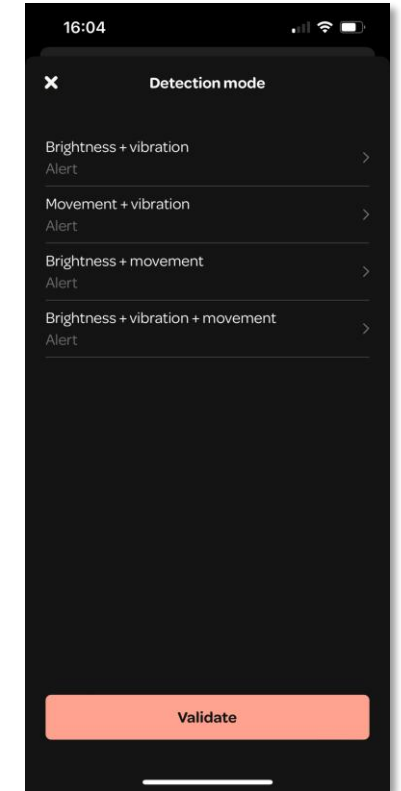 16:04
Detection mode
Brightness + vibration
Alert
Movement + vibration
Alert
Brightness + movement
Alert
Brightness + vibration + movement
Alert
Validate